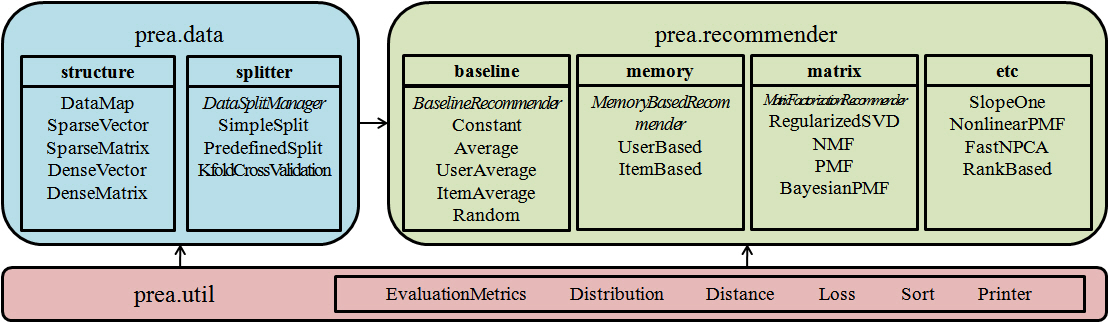 prea.data
structure
DataMap
SparseVector
SparseMatrix
DenseVector
DenseMatrix
splitter
DataSplitManager
SimpleSplit
PredefinedSplit
KfoldCrossValidation
prea.recommender
baseline
BaselineRecommender
Constant
Average
UserAverage
ItemAverage
Random
memory
MemoryBasedRecom
mender
UserBased
ItemBased
matrix
MatrixFactorizationRecommender
RegularizedSVD
NMF
PMF
BayesianPMF
etc
SlopeOne
NonlinearPMF
FastNPCA
RankBased
prea.util
EvaluationMetrics Distribution Distance Loss Sort Printer